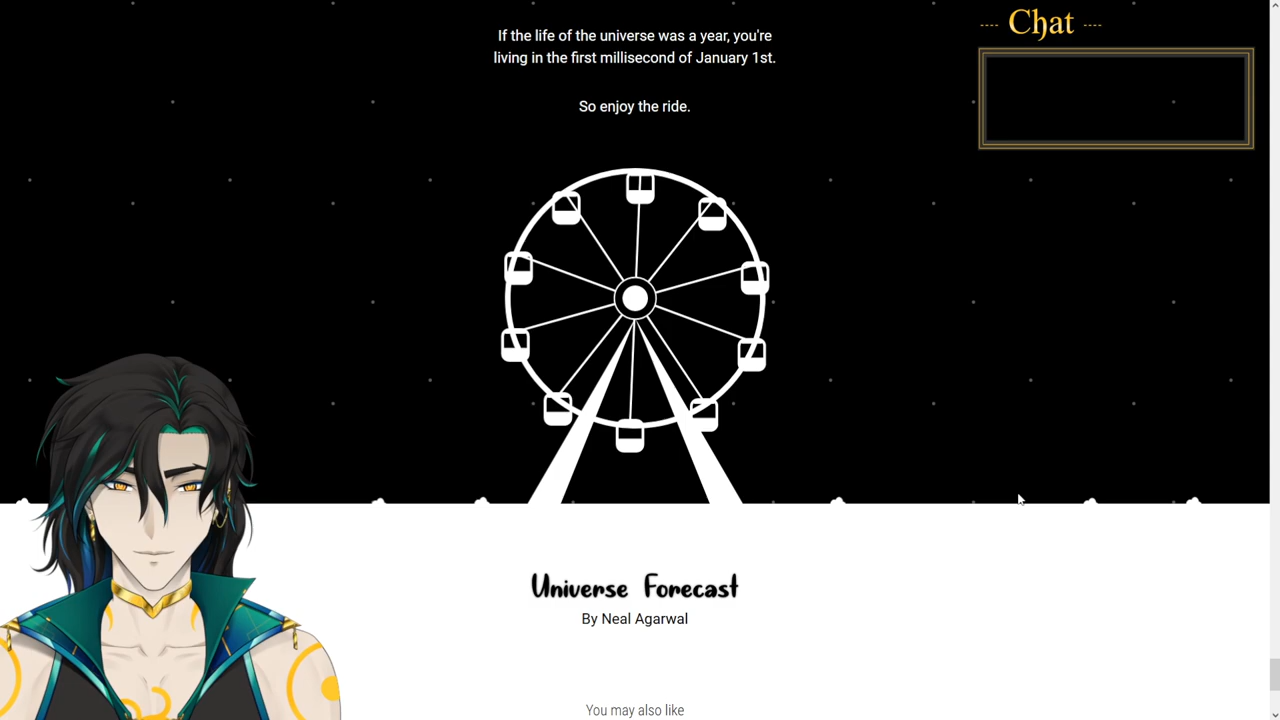 ---- Chat ----
If the life of the universe was a year, you're
living in the first millisecond of January 1st.
So enjoy the ride.
Universe Forecast
By Neal Agarwal
You may also like